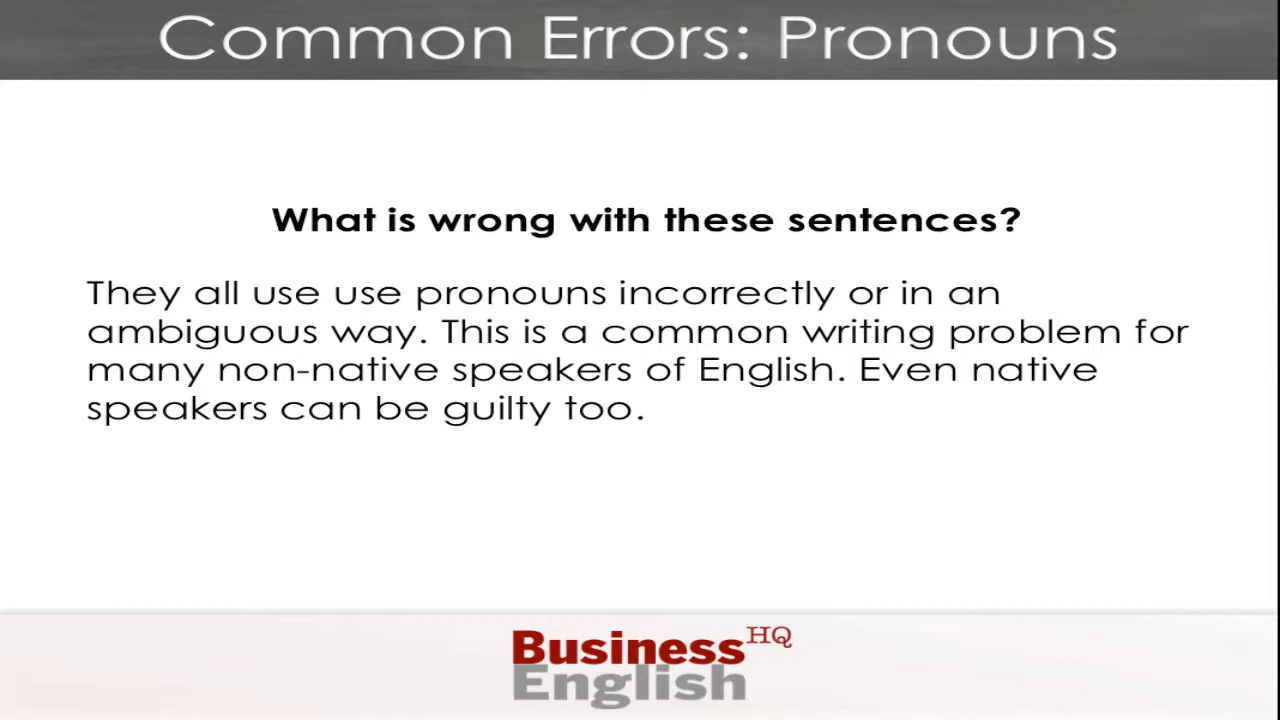 Common Errors: Pronouns
What is wrong with these sentences?
They all use use pronouns incorrectly or in an
ambiguous way. This is a common writing problem for
many non-native speakers of English. Even native
speakers can be guilty too.
Business HQ
English